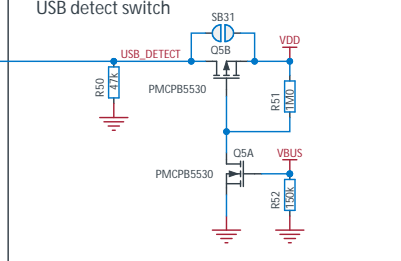 USB detect switch
SB31
VDD
USB_DETECT
Q5B
R50
47k
PMCPB5530
R51
1M0
Q5A
VBUS
PMCPB5530
R52
150k